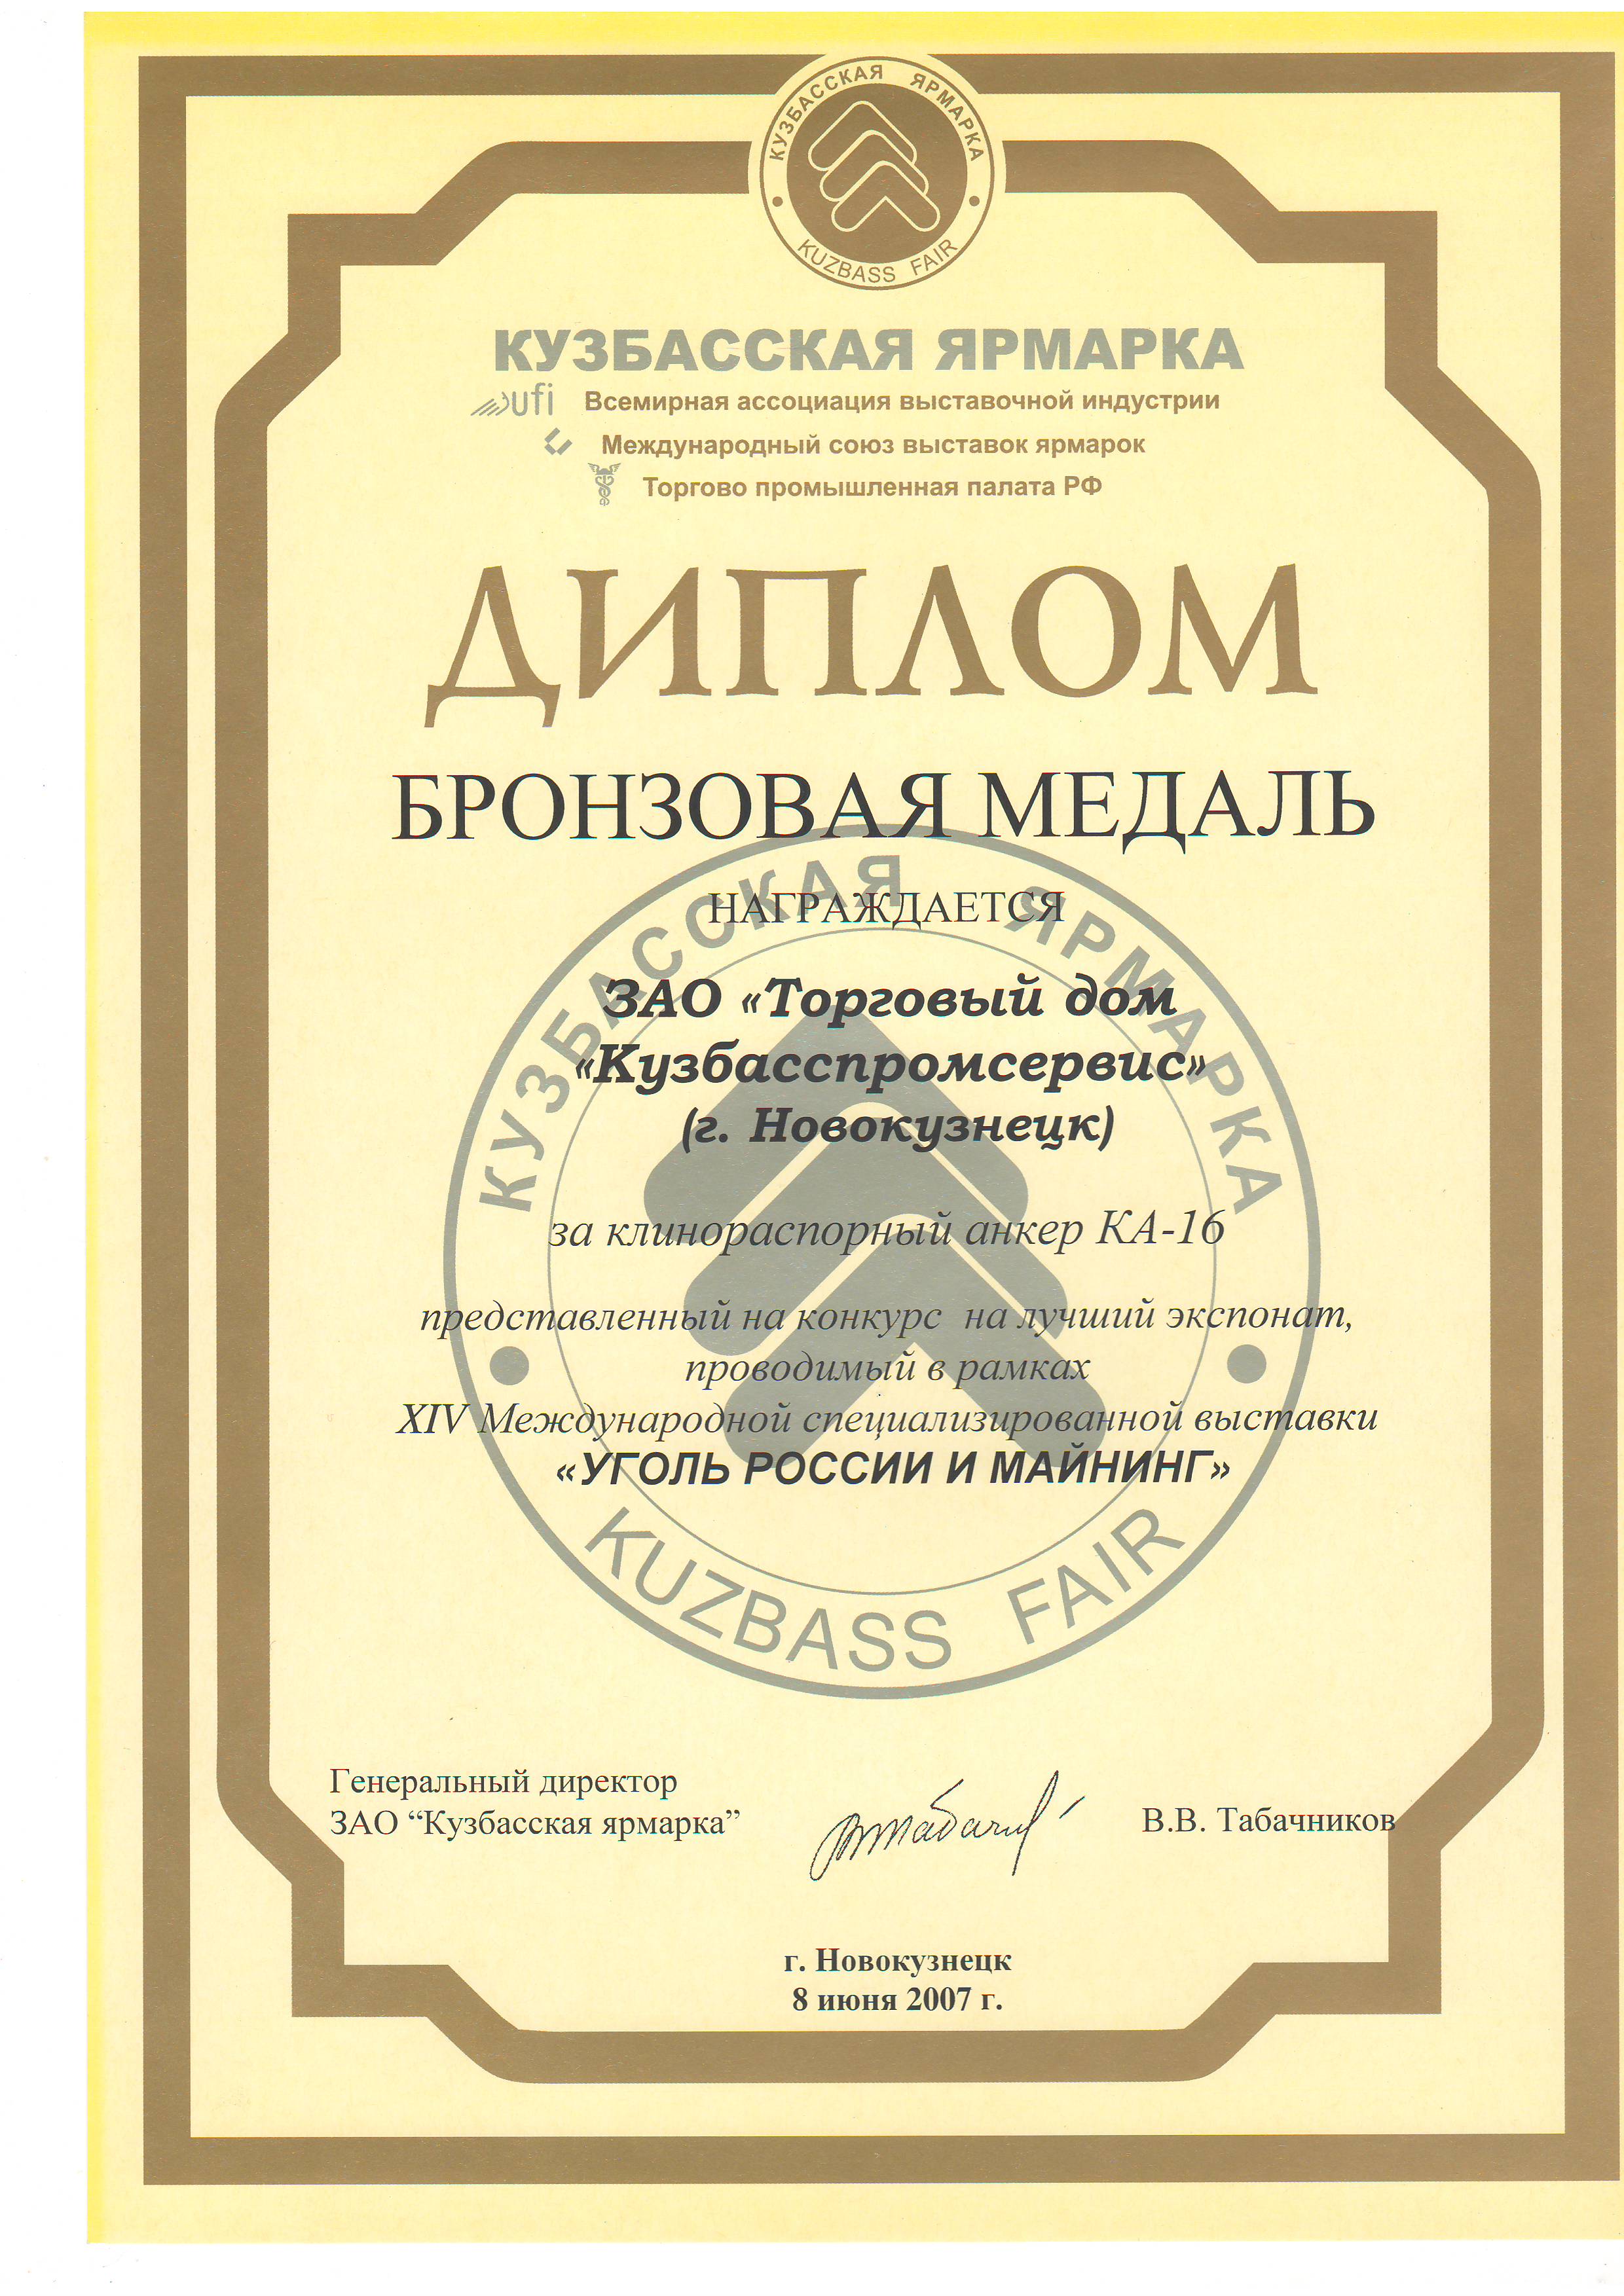 КУЗБАССКАЯ ЯРМАРКА
KUZBASS FAIR
КУЗБАССКАЯ ЯРМАРКА
ufi Всемирная ассоциация выставочной индустрии
Международный союз выставок ярмарок
Торгово промышленная палата РФ
ДИПЛОМ
БРОНЗОВАЯ МЕДАЛЬ
КУЗБАССКАЯ ЯРМАРКА
НАГРАЖДАЕТСЯ
ЗАО «Торговый дом
«Кузбасспромсервис»
(г. Новокузнецк)
за клинораспорный анкер КА-16
представленный на конкурс на лучший экспонат,
проводимый в рамках
XIV Международной специализированной выставки
«УГОЛЬ РОССИИ И МАЙНИНГ»
KUZBASS FAIR
Генеральный директор
ЗАО “Кузбасская ярмарка”
В.В. Табачников
г. Новокузнецк
8 июня 2007 г.